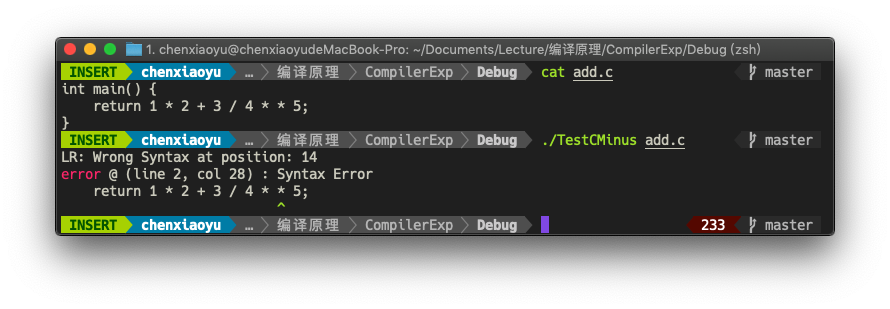 1. chenxiaoyu@chenxiaoyudeMacBook-Pro: ~/Documents/Lecture/编译原理/CompilerExp/Debug (zsh)
INSERT chenxiaoyu … 编译原理 CompilerExp Debug cat add.c master
int main() {
    return 1 * 2 + 3 / 4 * * 5;
}
INSERT chenxiaoyu … 编译原理 CompilerExp Debug ./TestCMinus add.c master
LR: Wrong Syntax at position: 14
error @ (line 2, col 28) : Syntax Error
    return 1 * 2 + 3 / 4 * * 5;
                            ^
INSERT chenxiaoyu … 编译原理 CompilerExp Debug 233 master